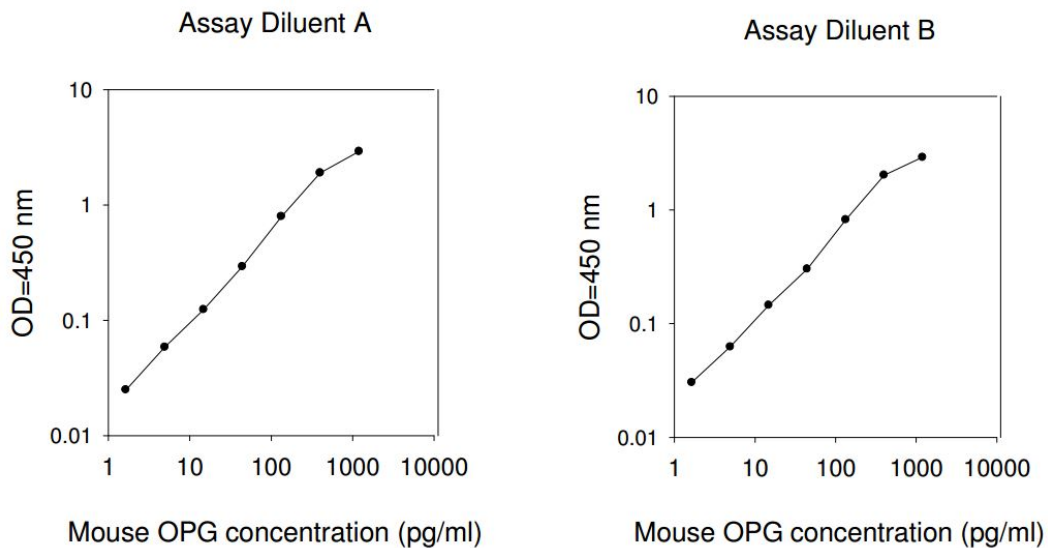 Assay Diluent A
10
1
0.1
0.01
OD=450 nm
1 10 100 1000 10000
Mouse OPG concentration (pg/ml)
Assay Diluent B
10
1
0.1
0.01
OD=450 nm
1 10 100 1000 10000
Mouse OPG concentration (pg/ml)